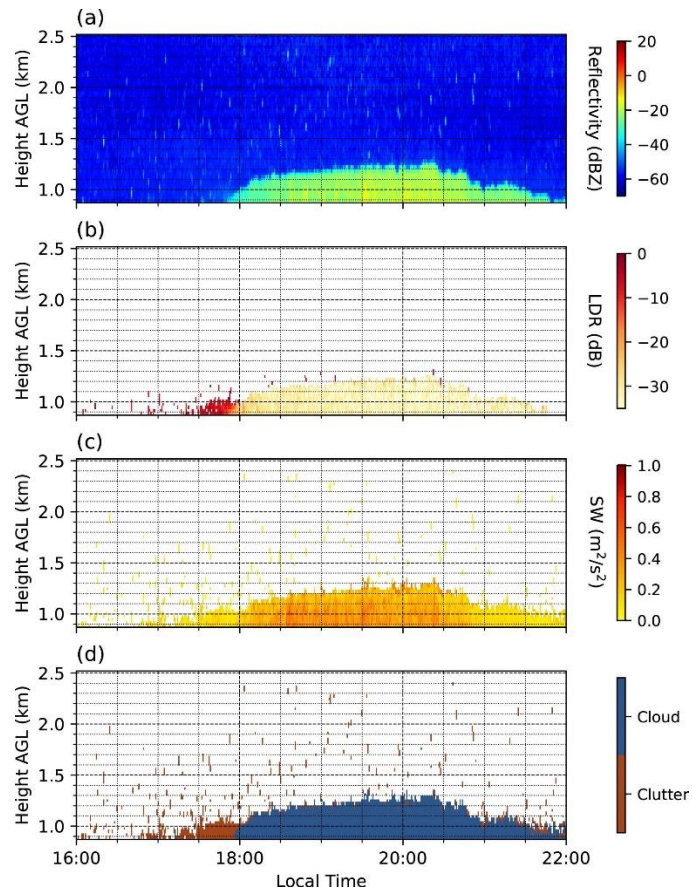 (a)
2.5
2.0
1.5
1.0
Height AGL (km)
20
0
−20
−40
−60
Reflectivity (dBZ)
(b)
2.5
2.0
1.5
1.0
Height AGL (km)
0
−10
−20
−30
LDR (dB)
(c)
2.5
2.0
1.5
1.0
Height AGL (km)
1.0
0.8
0.6
0.4
0.2
0.0
SW (m²/s²)
(d)
2.5
2.0
1.5
1.0
Height AGL (km)
Cloud
Clutter
16:00 18:00 20:00 22:00
Local Time